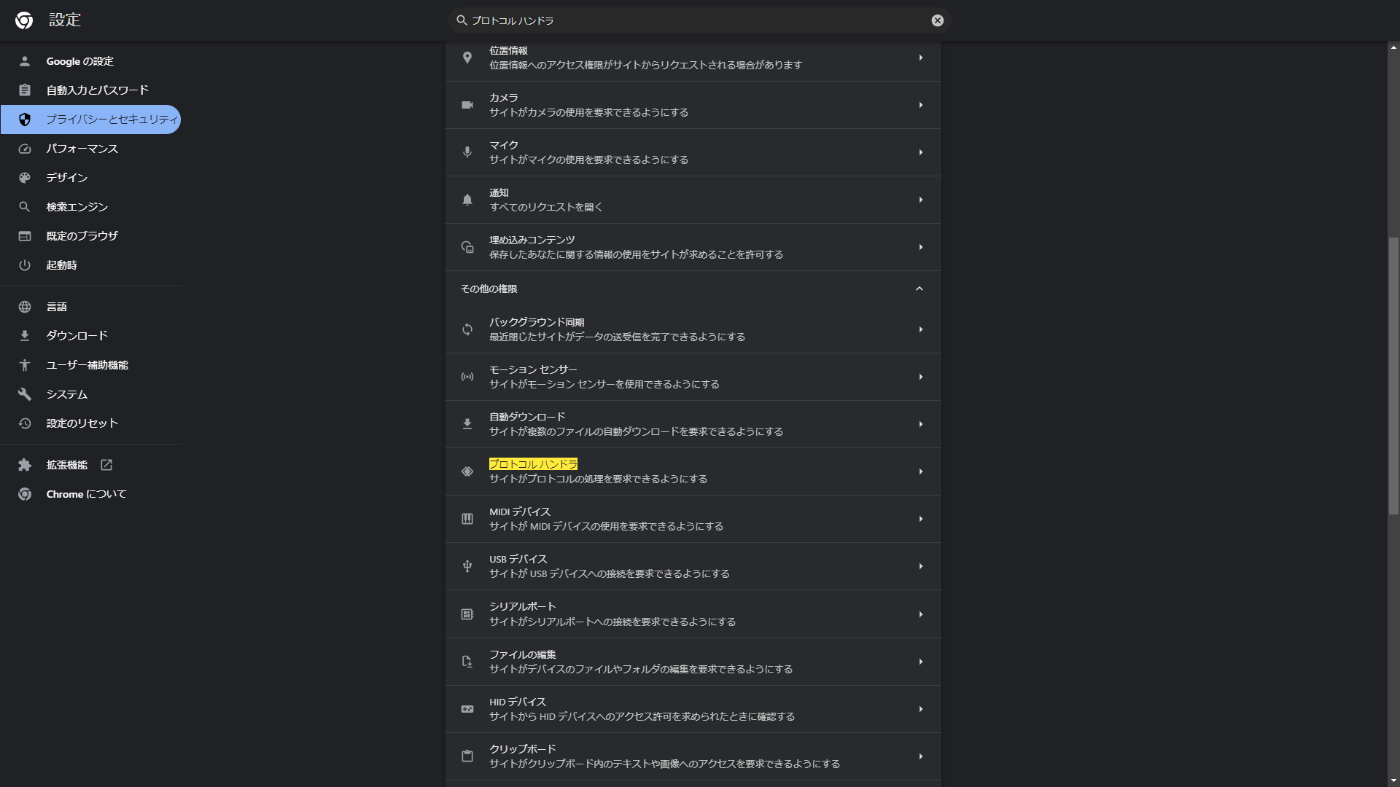 設定
プロトコル ハンドラ
Google の設定
自動入力とパスワード
プライバシーとセキュリティ
パフォーマンス
デザイン
検索エンジン
既定のブラウザ
起動時
言語
ダウンロード
ユーザー補助機能
システム
設定のリセット
拡張機能
Chrome について
位置情報
位置情報へのアクセス権限がサイトからリクエストされる場合があります
カメラ
サイトがカメラの使用を要求できるようにする
マイク
サイトがマイクの使用を要求できるようにする
通知
すべてのリクエストを開く
埋め込みコンテンツ
保存したあなたに関する情報の使用をサイトが求めることを許可する
その他の権限
バックグラウンド同期
最近閉じたサイトがデータの送受信を完了できるようにする
モーション センサー
サイトがモーション センサーを使用できるようにする
自動ダウンロード
サイトが複数のファイルの自動ダウンロードを要求できるようにする
プロトコル ハンドラ
サイトがプロトコルの処理を要求できるようにする
MIDI デバイス
サイトが MIDI デバイスの使用を要求できるようにする
USB デバイス
サイトが USB デバイスへの接続を要求できるようにする
シリアルポート
サイトがシリアルポートへの接続を要求できるようにする
ファイルの編集
サイトがデバイスのファイルやフォルダの編集を要求できるようにする
HID デバイス
サイトから HID デバイスへのアクセス許可を求められたときに確認する
クリップボード
サイトがクリップボード内のテキストや画像へのアクセスを要求できるようにする